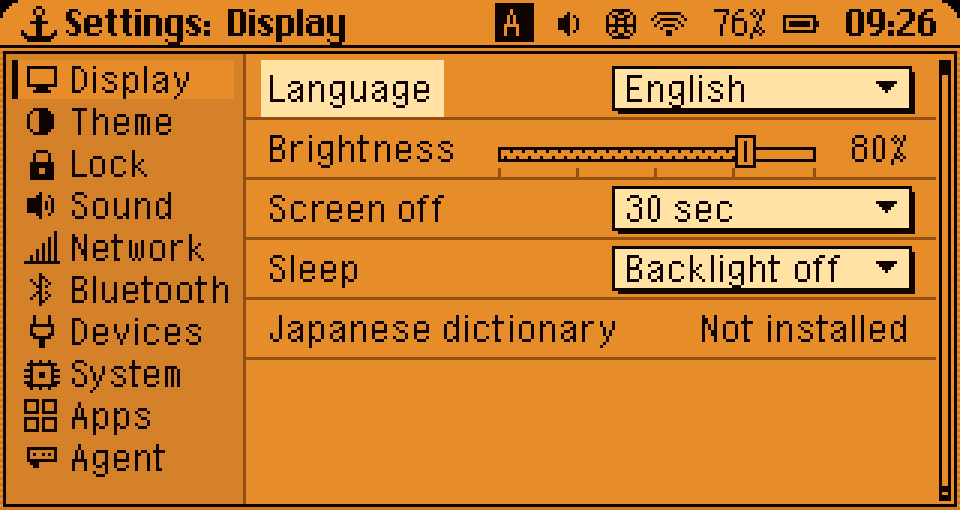 Settings: Display A 76% 09:26
Display
Theme
Lock
Sound
Network
Bluetooth
Devices
System
Apps
Agent
Language English
Brightness 80%
Screen off 30 sec
Sleep Backlight off
Japanese dictionary Not installed